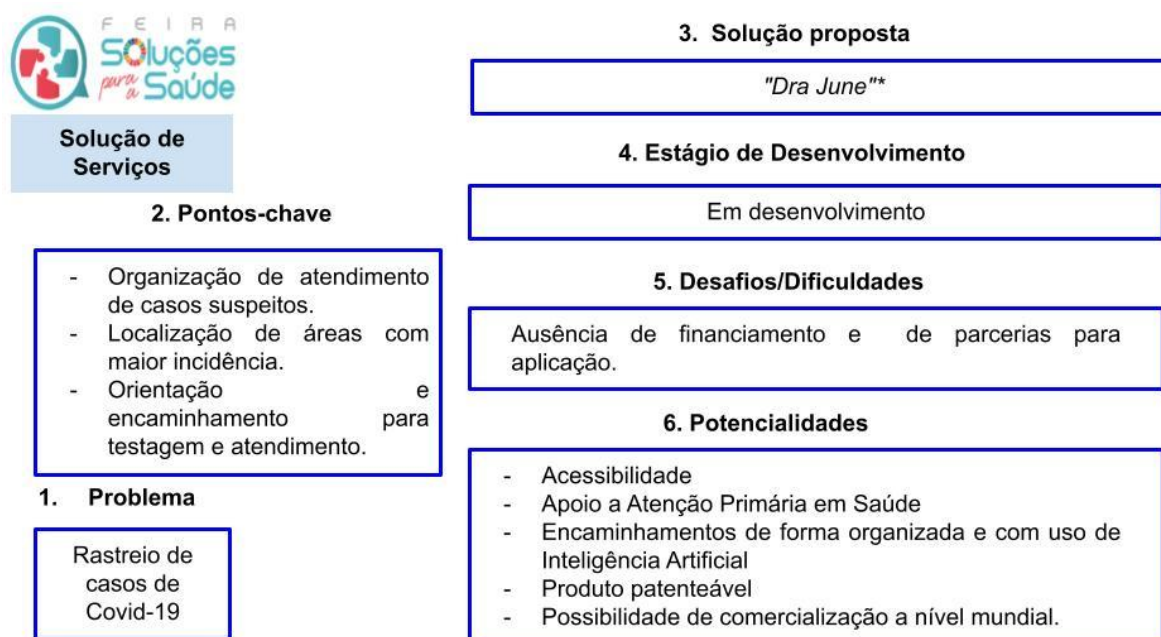 FEIRA
SOluções
para a Saúde
Solução de
Serviços
2. Pontos-chave
- Organização de atendimento
de casos suspeitos.
- Localização de áreas com
maior incidência.
- Orientação e
encaminhamento para
testagem e atendimento.
1. Problema
Rastreio de
casos de
Covid-19
3. Solução proposta
"Dra June"*
4. Estágio de Desenvolvimento
Em desenvolvimento
5. Desafios/Dificuldades
Ausência de financiamento e de parcerias para
aplicação.
6. Potencialidades
- Acessibilidade
- Apoio a Atenção Primária em Saúde
- Encaminhamentos de forma organizada e com uso de
Inteligência Artificial
- Produto patenteável
- Possibilidade de comercialização a nível mundial.